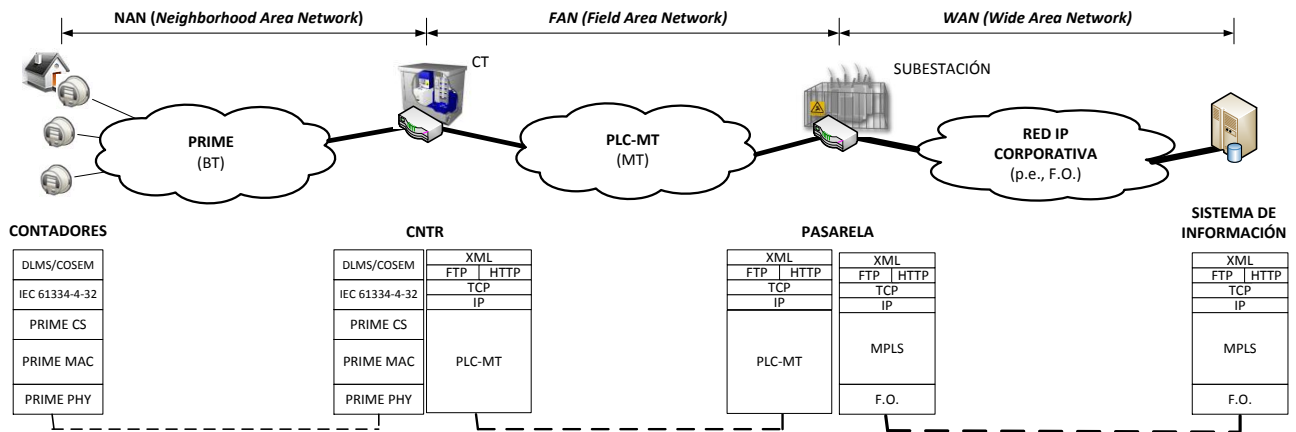 NAN (Neighborhood Area Network)
FAN (Field Area Network)
WAN (Wide Area Network)
CT
SUBESTACIÓN
PRIME
(BT)
PLC-MT
(MT)
RED IP
CORPORATIVA
(p.e., F.O.)
CONTADORES
CNTR
PASARELA
SISTEMA DE
INFORMACIÓN
DLMS/COSEM
IEC 61334-4-32
PRIME CS
PRIME MAC
PRIME PHY
DLMS/COSEM
IEC 61334-4-32
PRIME CS
PRIME MAC
PRIME PHY
XML
FTP HTTP
TCP
IP
PLC-MT
XML
FTP HTTP
TCP
IP
PLC-MT
XML
FTP HTTP
TCP
IP
MPLS
F.O.
XML
FTP HTTP
TCP
IP
MPLS
F.O.